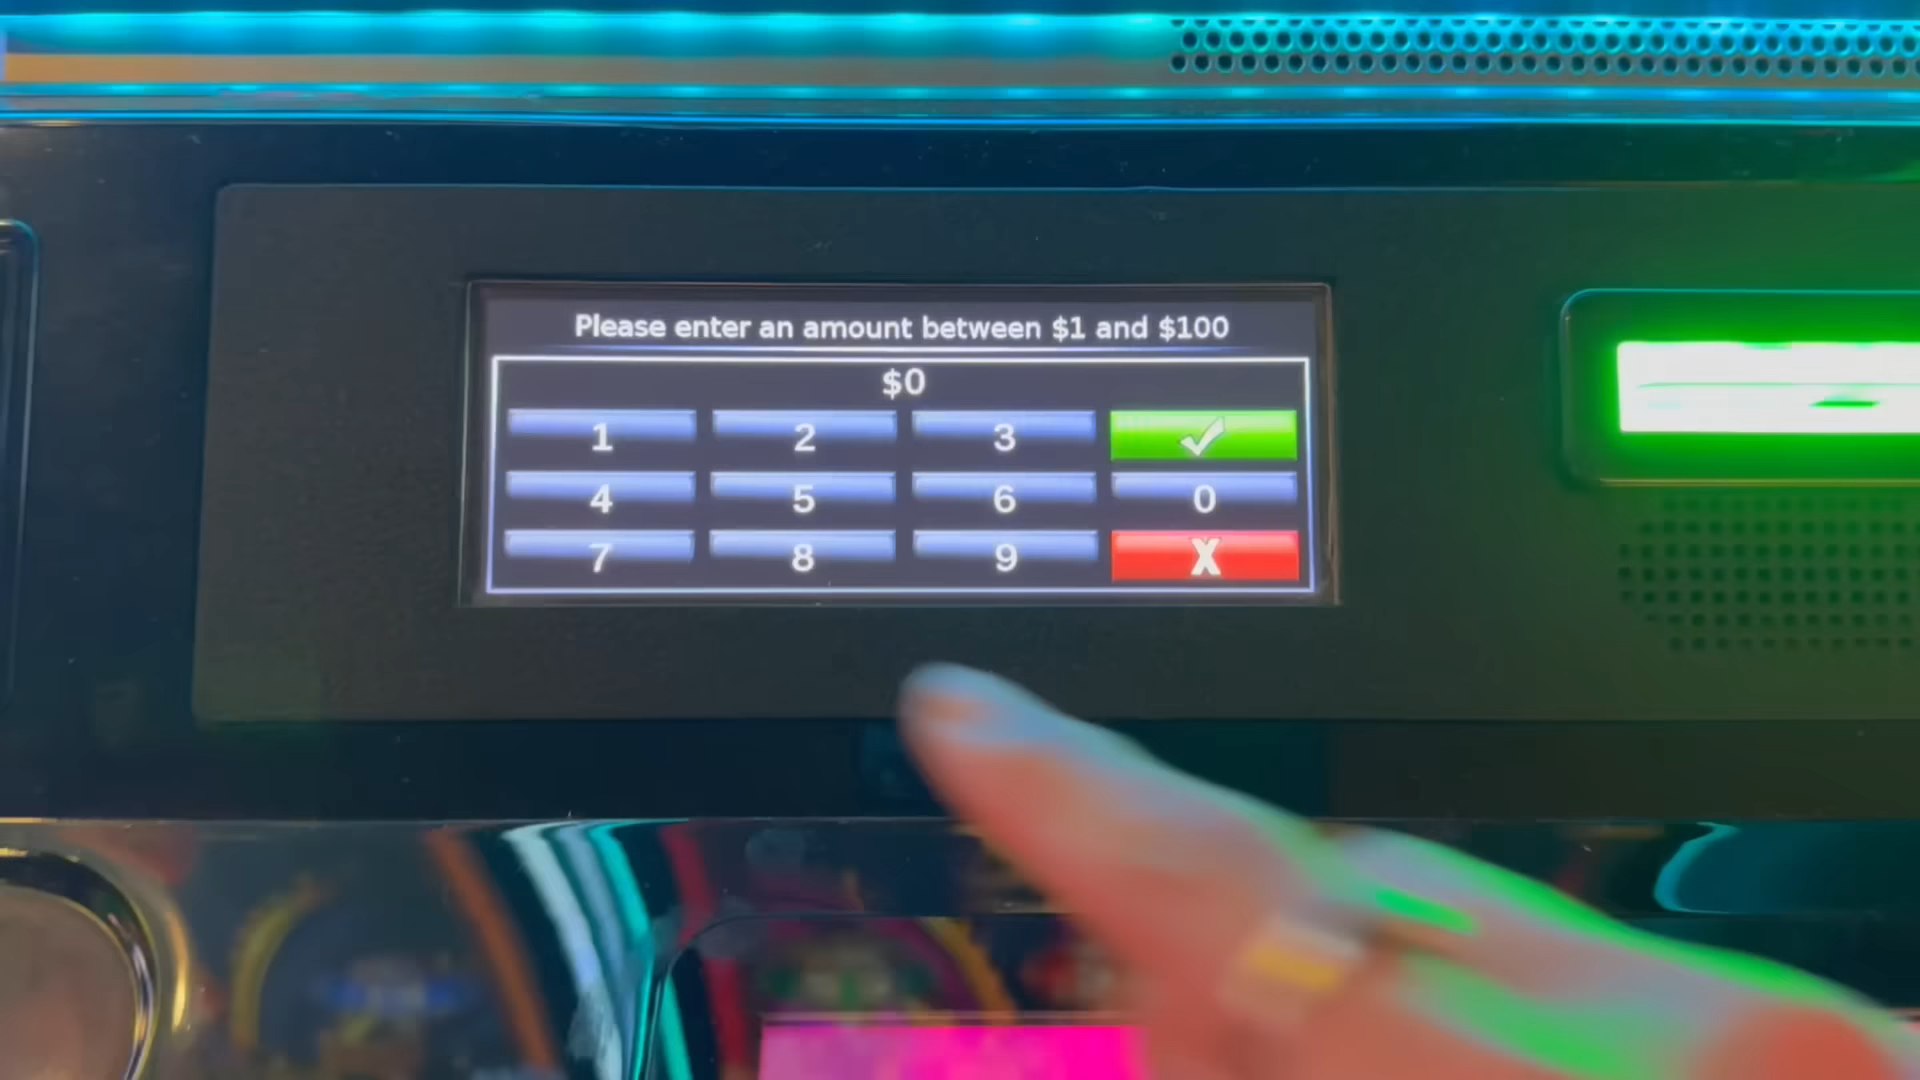 Please enter an amount between $1 and $100
$0
1 2 3 ✓
4 5 6 0
7 8 9 X